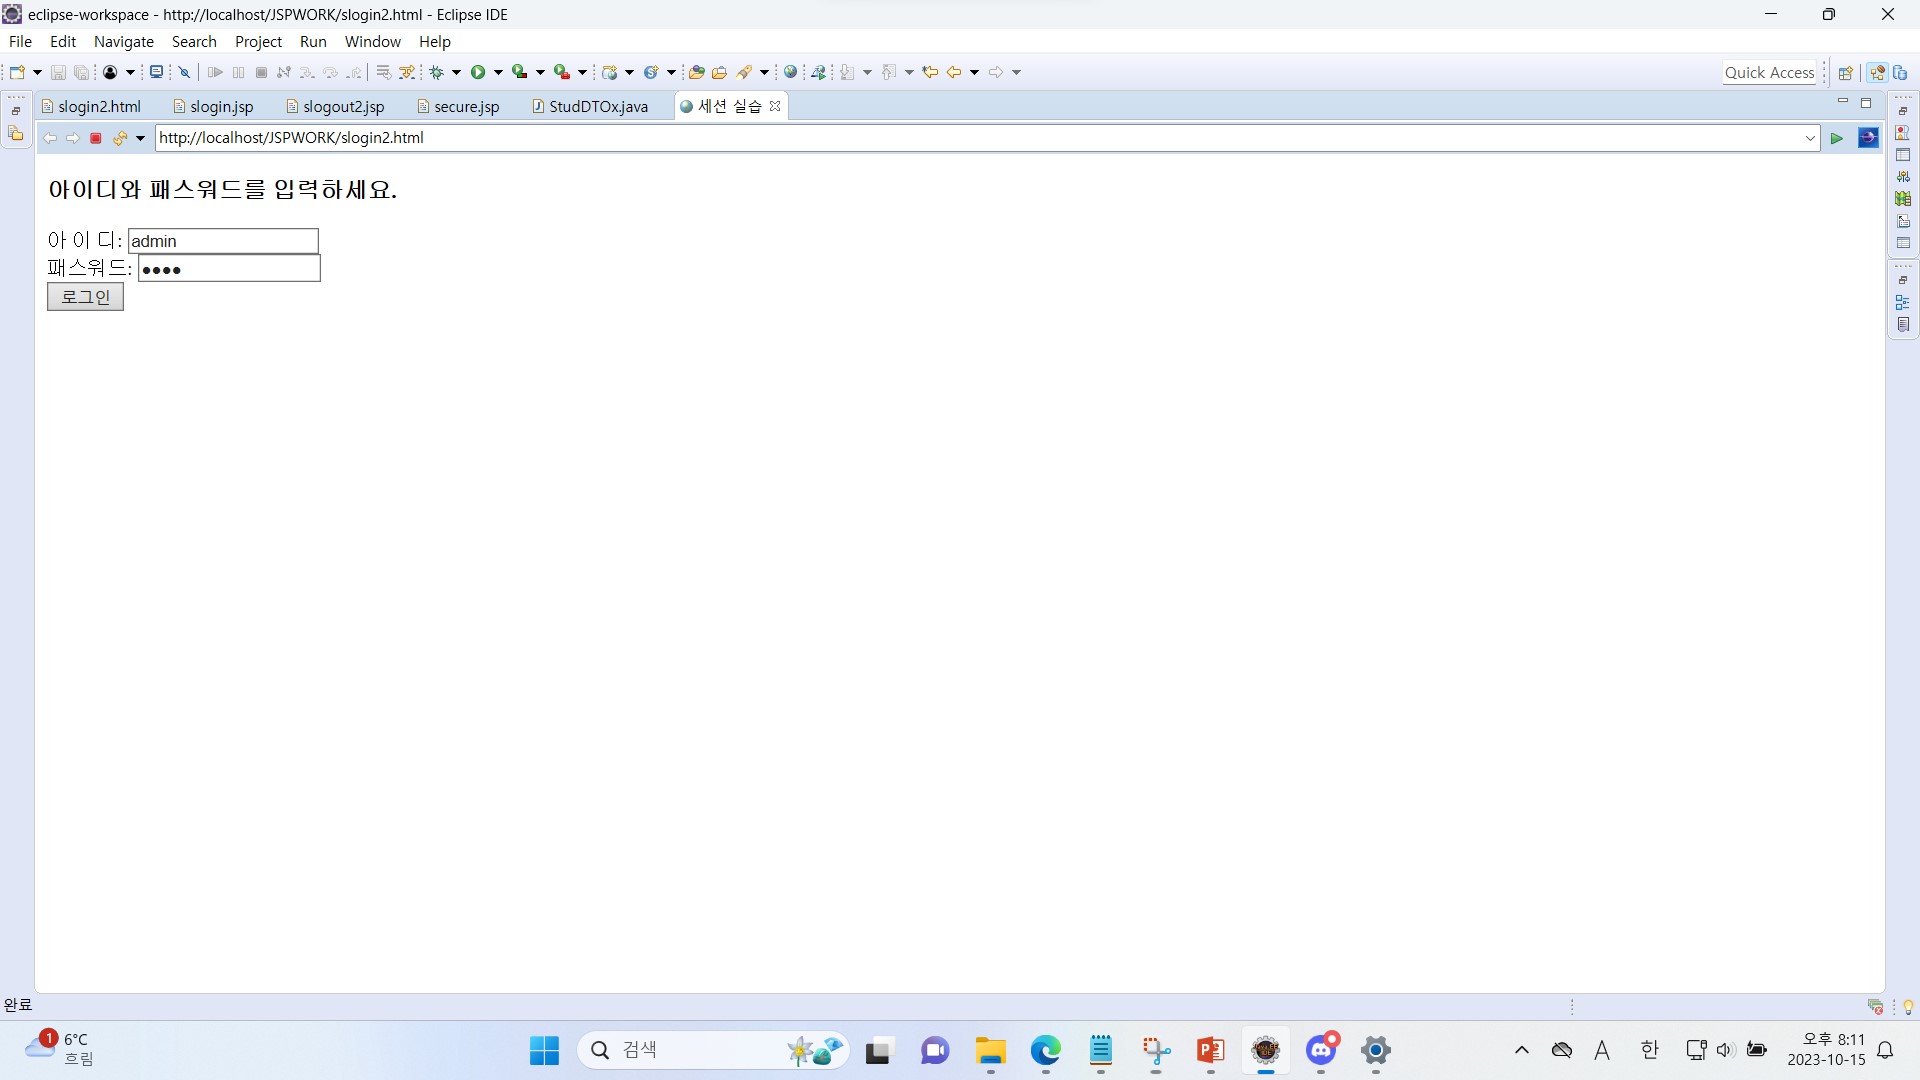 eclipse-workspace - http://localhost/JSPWORK/slogin2.html - Eclipse IDE
File Edit Navigate Search Project Run Window Help
Quick Access
slogin2.html slogin.jsp slogout2.jsp secure.jsp StudDTOx.java 세션 실습
http://localhost/JSPWORK/slogin2.html
아이디와 패스워드를 입력하세요.
아 이 디: admin
패스워드: ●●●●
로그인
완료
1 6°C
흐림
검색
A 한
오후 8:11
2023-10-15